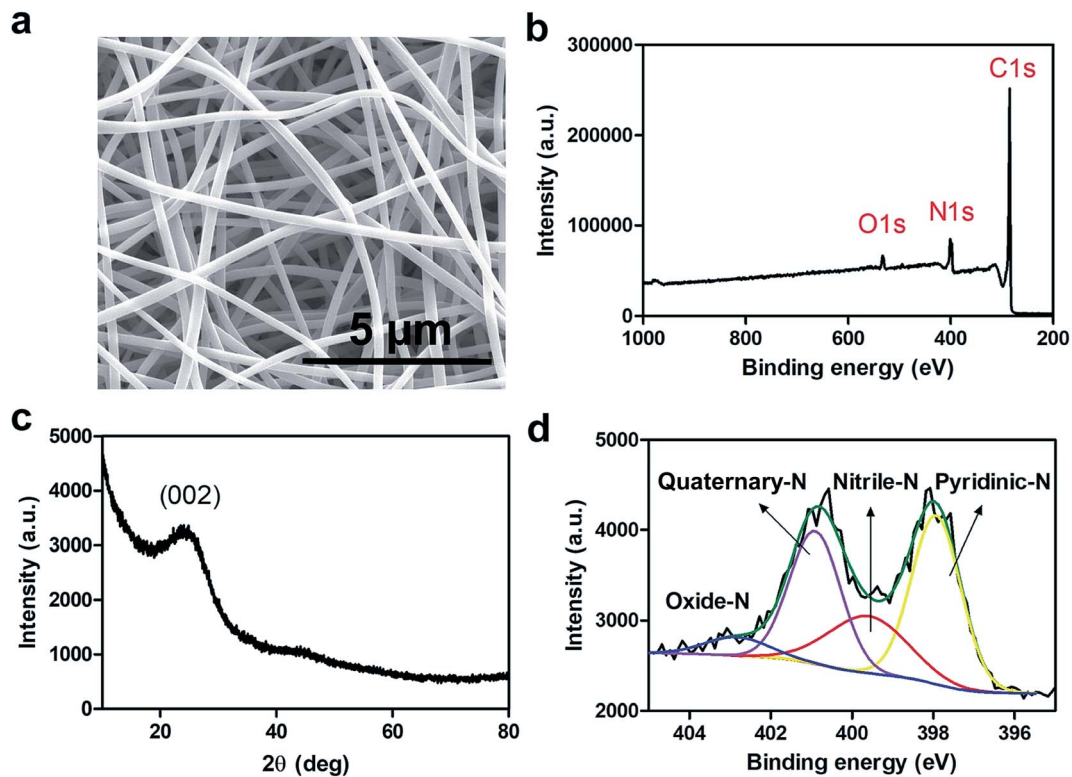 a
5 μm
b
300000
200000
100000
0
Intensity (a.u.)
C1s
N1s
O1s
1000 800 600 400 200
Binding energy (eV)
c
5000
4000
3000
2000
1000
0
Intensity (a.u.)
(002)
20 40 60 80
2θ (deg)
d
5000
4000
3000
2000
Intensity (a.u.)
Quaternary-N Nitrile-N Pyridinic-N
Oxide-N
404 402 400 398 396
Binding energy (eV)